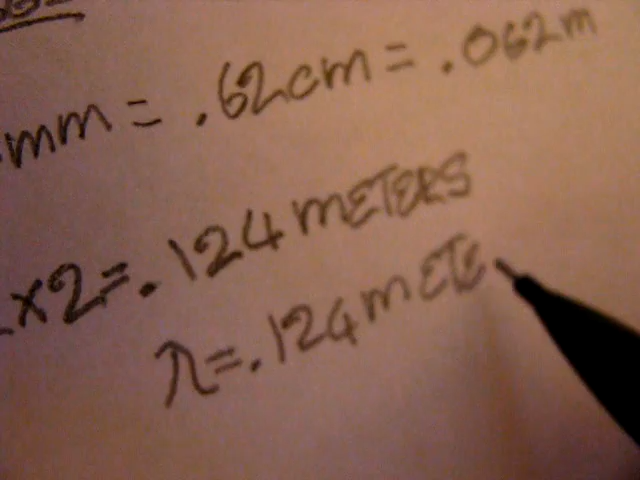 mm = .62cm = .062m
x2 = .124 METERS
λ = .124 METE